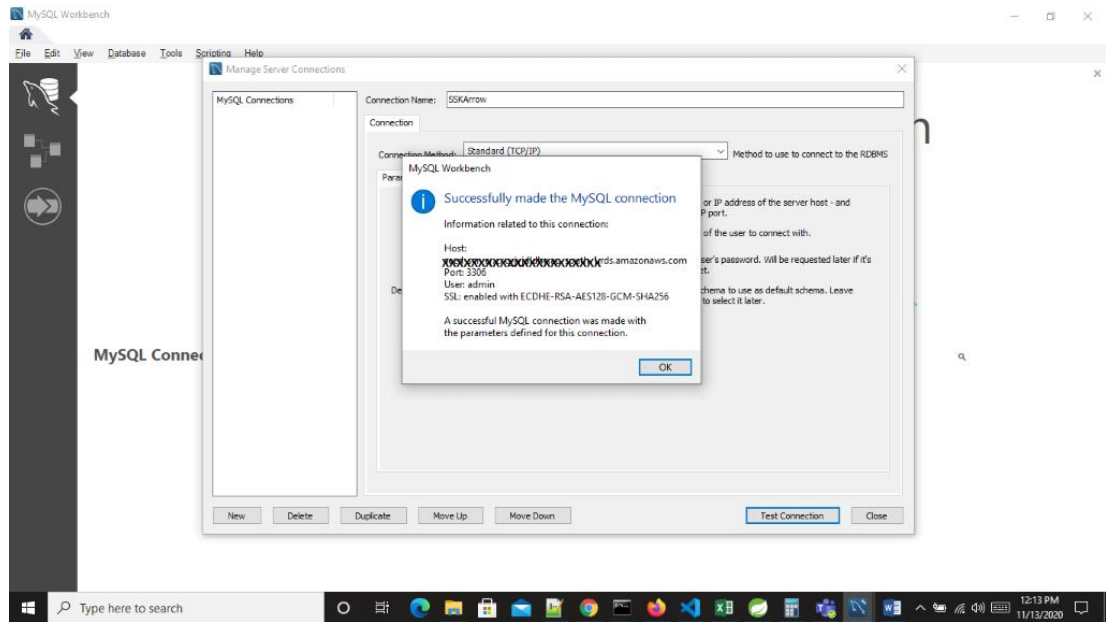 MySQL Workbench
File Edit View Database Tools Scripting Help
Manage Server Connections
MySQL Connections
Connection Name: SSKArrow
Connection
Connection Method: Standard (TCP/IP) Method to use to connect to the RDBMS
MySQL Workbench
Successfully made the MySQL connection
Information related to this connection:
Host:
rds.amazonaws.com
Port: 3306
User: admin
SSL: enabled with ECDHE-RSA-AES128-GCM-SHA256
A successful MySQL connection was made with
the parameters defined for this connection.
OK
Para
or IP address of the server host - and
P port.
of the user to connect with.
ser's password. Will be requested later if it's
et.
De
chema to use as default schema. Leave
to select it later.
MySQL Conne
n
New Delete Duplicate Move Up Move Down Test Connection Close
Type here to search
12:13 PM
11/13/2020